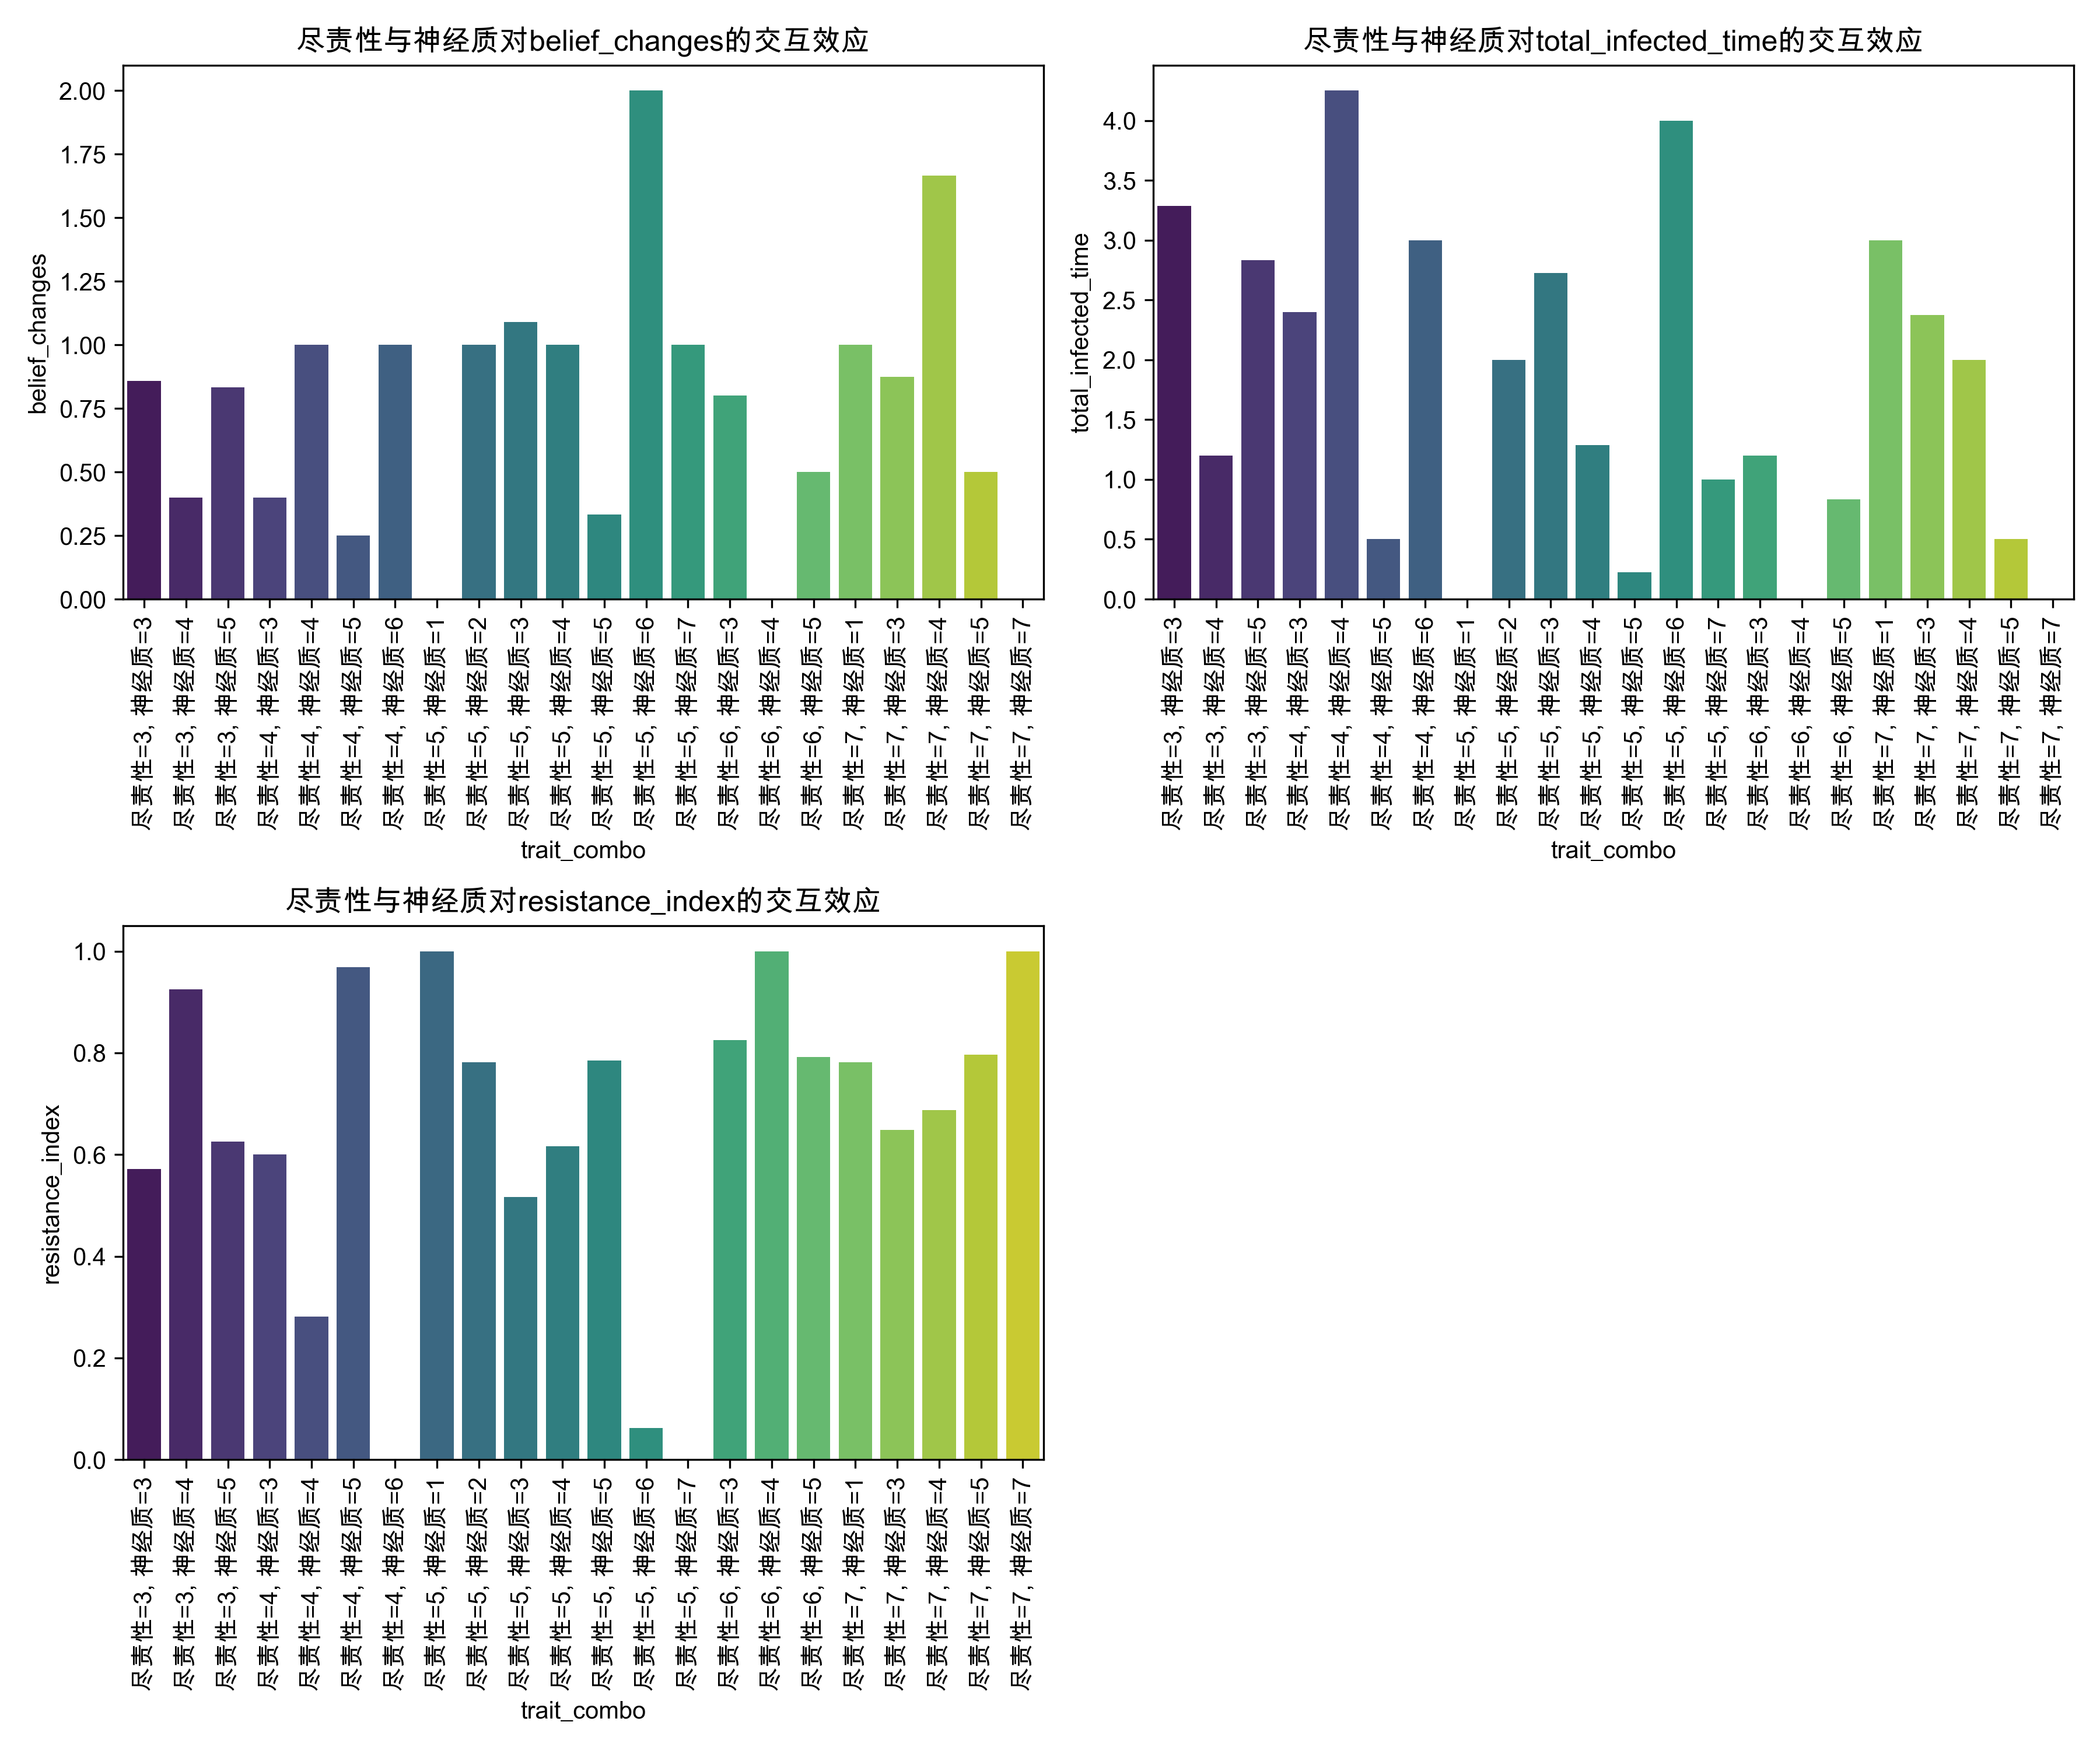 尽责性与神经质对belief_changes的交互效应
belief_changes
2.00
1.75
1.50
1.25
1.00
0.75
0.50
0.25
0.00
尽责性=3, 神经质=3
尽责性=3, 神经质=4
尽责性=3, 神经质=5
尽责性=4, 神经质=3
尽责性=4, 神经质=4
尽责性=4, 神经质=5
尽责性=4, 神经质=6
尽责性=5, 神经质=1
尽责性=5, 神经质=2
尽责性=5, 神经质=3
尽责性=5, 神经质=4
尽责性=5, 神经质=5
尽责性=5, 神经质=6
尽责性=5, 神经质=7
尽责性=6, 神经质=3
尽责性=6, 神经质=4
尽责性=6, 神经质=5
尽责性=7, 神经质=1
尽责性=7, 神经质=3
尽责性=7, 神经质=4
尽责性=7, 神经质=5
尽责性=7, 神经质=7
trait_combo
尽责性与神经质对total_infected_time的交互效应
total_infected_time
4.0
3.5
3.0
2.5
2.0
1.5
1.0
0.5
0.0
尽责性=3, 神经质=3
尽责性=3, 神经质=4
尽责性=3, 神经质=5
尽责性=4, 神经质=3
尽责性=4, 神经质=4
尽责性=4, 神经质=5
尽责性=4, 神经质=6
尽责性=5, 神经质=1
尽责性=5, 神经质=2
尽责性=5, 神经质=3
尽责性=5, 神经质=4
尽责性=5, 神经质=5
尽责性=5, 神经质=6
尽责性=5, 神经质=7
尽责性=6, 神经质=3
尽责性=6, 神经质=4
尽责性=6, 神经质=5
尽责性=7, 神经质=1
尽责性=7, 神经质=3
尽责性=7, 神经质=4
尽责性=7, 神经质=5
尽责性=7, 神经质=7
trait_combo
尽责性与神经质对resistance_index的交互效应
resistance_index
1.0
0.8
0.6
0.4
0.2
0.0
尽责性=3, 神经质=3
尽责性=3, 神经质=4
尽责性=3, 神经质=5
尽责性=4, 神经质=3
尽责性=4, 神经质=4
尽责性=4, 神经质=5
尽责性=4, 神经质=6
尽责性=5, 神经质=1
尽责性=5, 神经质=2
尽责性=5, 神经质=3
尽责性=5, 神经质=4
尽责性=5, 神经质=5
尽责性=5, 神经质=6
尽责性=5, 神经质=7
尽责性=6, 神经质=3
尽责性=6, 神经质=4
尽责性=6, 神经质=5
尽责性=7, 神经质=1
尽责性=7, 神经质=3
尽责性=7, 神经质=4
尽责性=7, 神经质=5
尽责性=7, 神经质=7
trait_combo